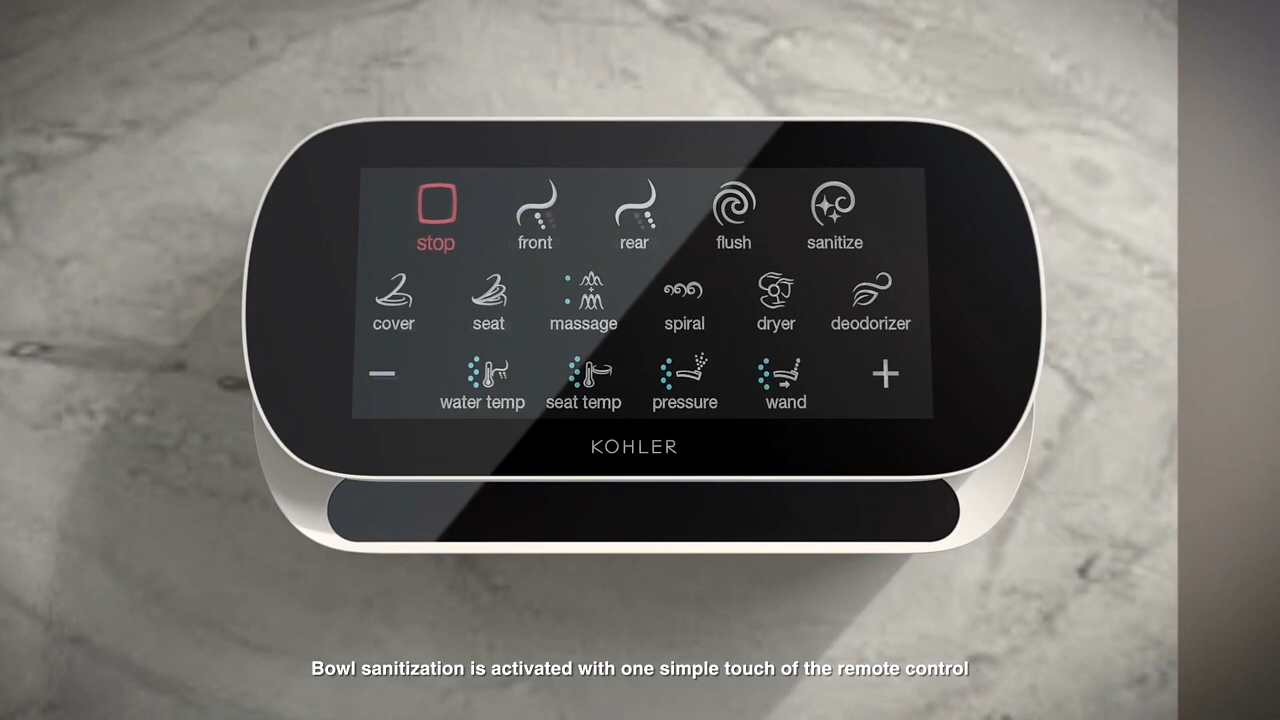 stop front rear flush sanitize
cover seat massage spiral dryer deodorizer
− water temp seat temp pressure wand +
KOHLER
Bowl sanitization is activated with one simple touch of the remote control